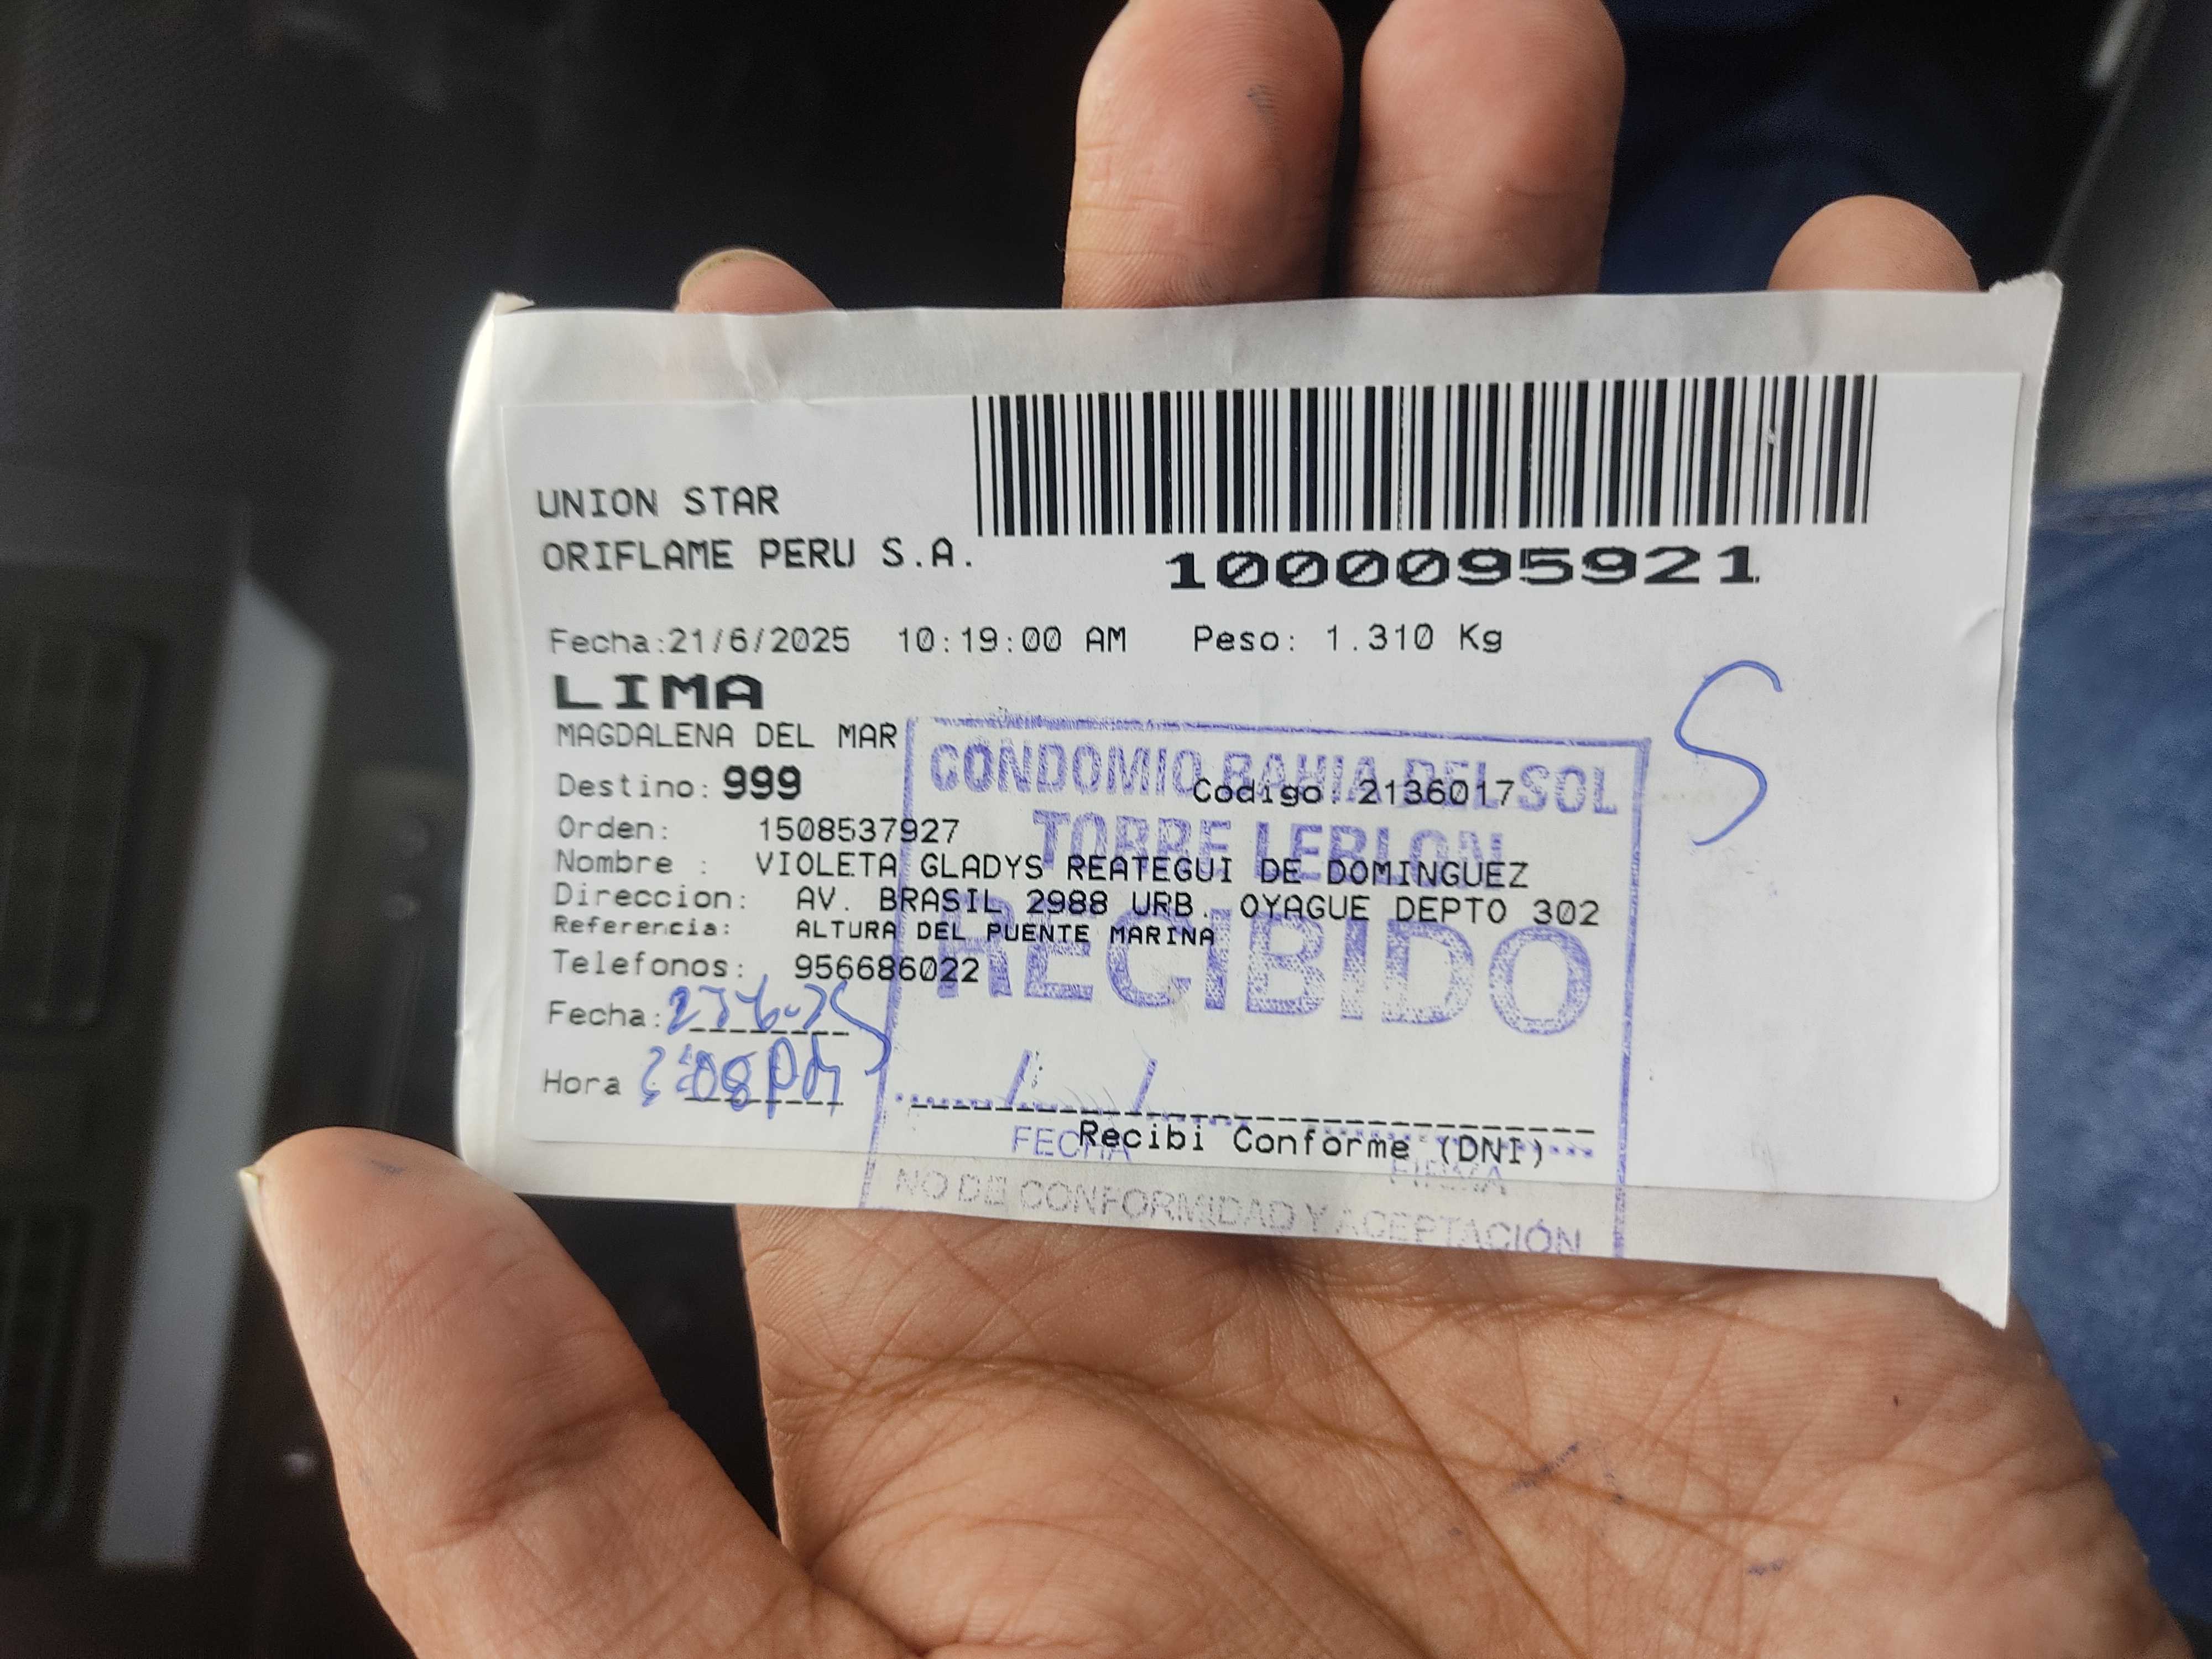 UNION STAR
ORIFLAME PERU S.A.
1000095921
Fecha:21/6/2025 10:19:00 AM Peso: 1.310 Kg
LIMA
MAGDALENA DEL MAR
Destino: 999 Codigo: 2136017
Orden: 1508537927
Nombre : VIOLETA GLADYS REATEGUI DE DOMINGUEZ
Direccion: AV. BRASIL 2988 URB. OYAGUE DEPTO 302
Referencia: ALTURA DEL PUENTE MARINA
Telefonos: 956686022
Fecha:
Hora
Recibi Conforme (DNI)
S
CONDOMIO BAHIA DEL SOL
TORRE LEBLON
RECIBIDO
FECHA FIRMA
NO DE CONFORMIDAD Y ACEPTACIÓN